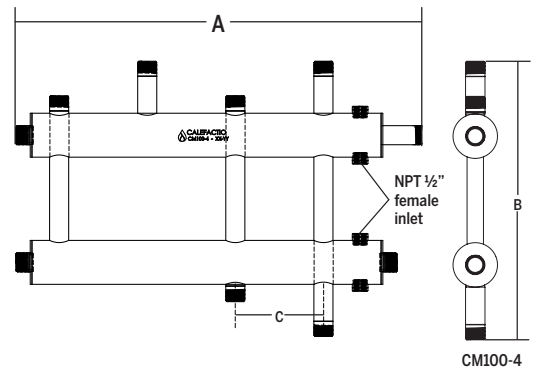 A
CALEFACTIO
NPT ½”
female
inlet
B
C
CM100-4